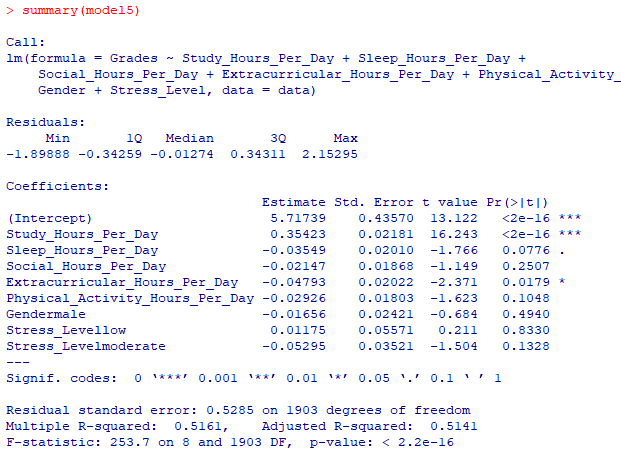 > summary(model5)
Call:
lm(formula = Grades ~ Study_Hours_Per_Day + Sleep_Hours_Per_Day +
    Social_Hours_Per_Day + Extracurricular_Hours_Per_Day + Physical_Activity_
    Gender + Stress_Level, data = data)
Residuals:
     Min       1Q   Median       3Q      Max
-1.89888 -0.34259 -0.01274  0.34311  2.15295
Coefficients:
                                Estimate Std. Error t value Pr(>|t|)
(Intercept)                      5.71739    0.43570  13.122   <2e-16 ***
Study_Hours_Per_Day              0.35423    0.02181  16.243   <2e-16 ***
Sleep_Hours_Per_Day             -0.03549    0.02010  -1.766   0.0776 .
Social_Hours_Per_Day            -0.02147    0.01868  -1.149   0.2507
Extracurricular_Hours_Per_Day   -0.04793    0.02022  -2.371   0.0179 *
Physical_Activity_Hours_Per_Day -0.02926    0.01803  -1.623   0.1048
Gendermale                      -0.01656    0.02421  -0.684   0.4940
Stress_Levellow                  0.01175    0.05571   0.211   0.8330
Stress_Levelmoderate            -0.05295    0.03521  -1.504   0.1328
---
Signif. codes:  0 ‘***’ 0.001 ‘**’ 0.01 ‘*’ 0.05 ‘.’ 0.1 ‘ ’ 1
Residual standard error: 0.5285 on 1903 degrees of freedom
Multiple R-squared:  0.5161,    Adjusted R-squared:  0.5141
F-statistic: 253.7 on 8 and 1903 DF,  p-value: < 2.2e-16